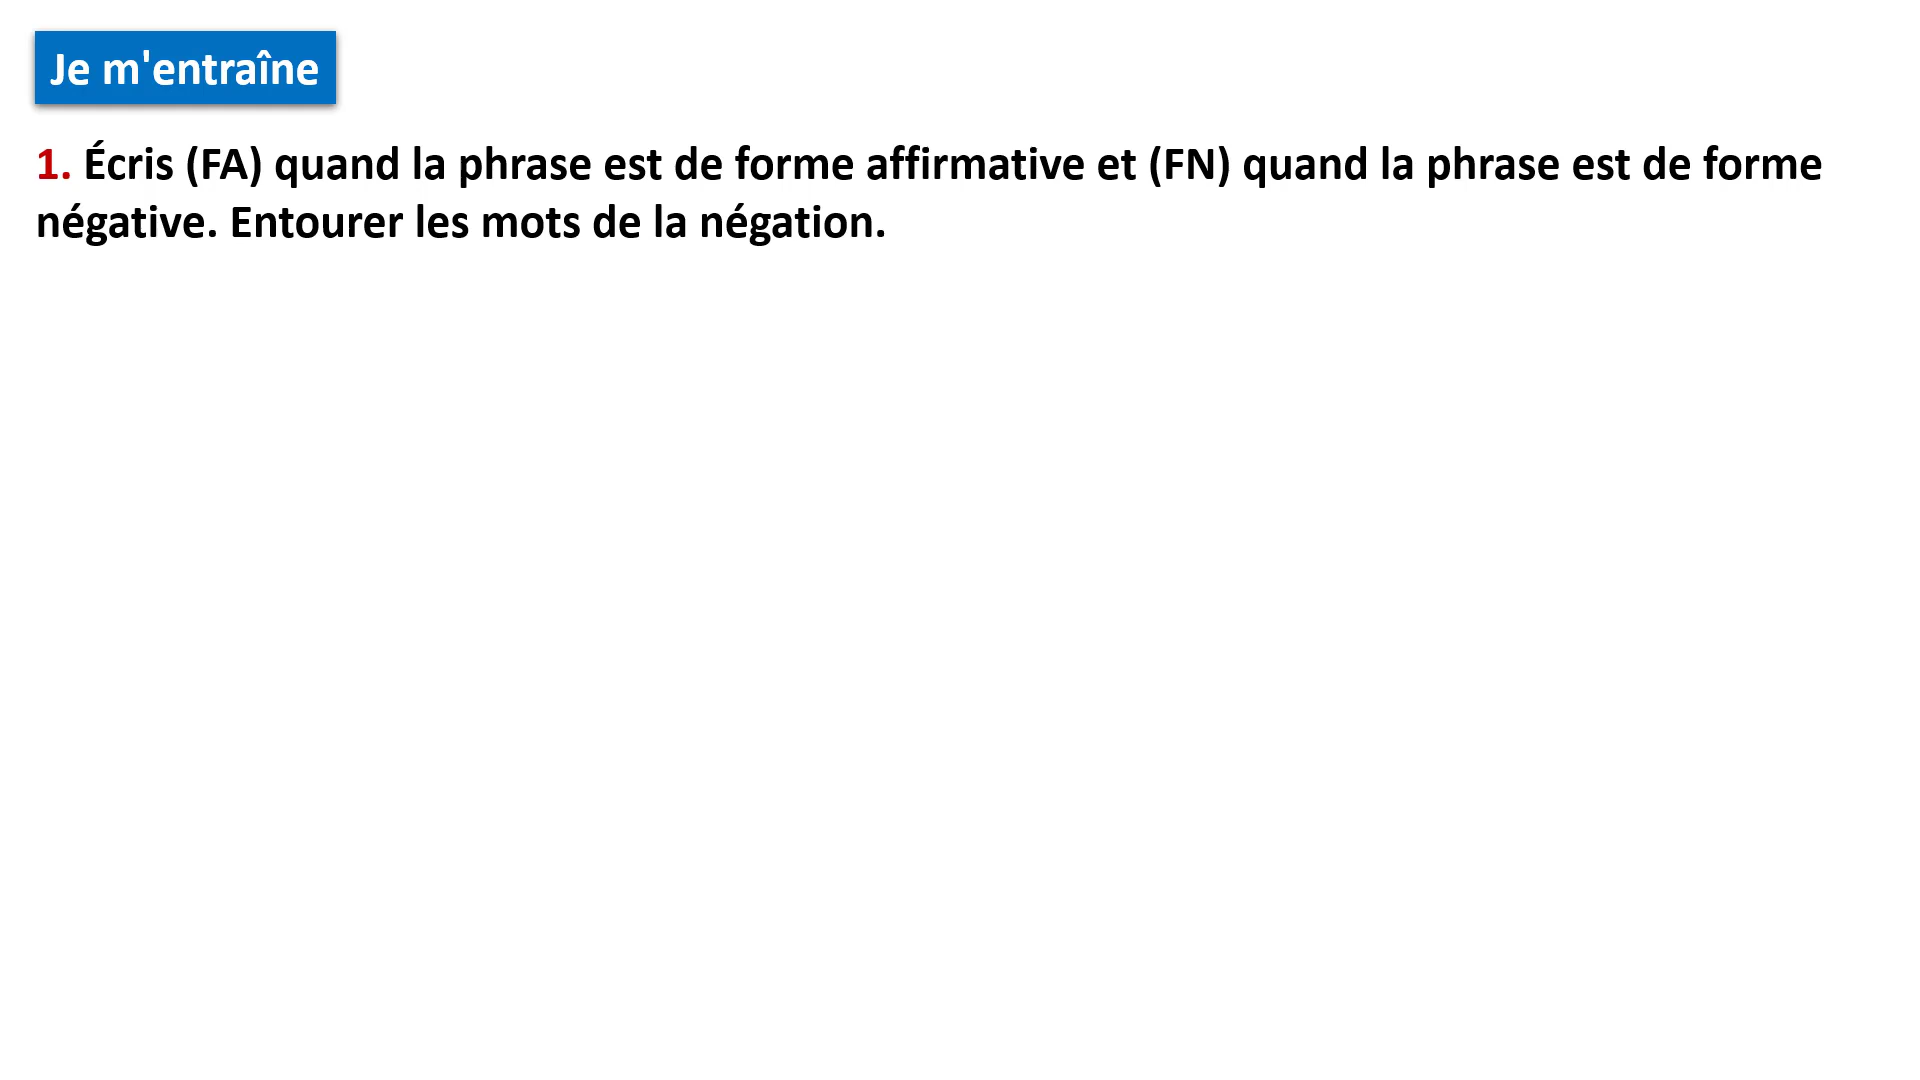 Je m'entraîne
1. Écris (FA) quand la phrase est de forme affirmative et (FN) quand la phrase est de forme
négative. Entourer les mots de la négation.